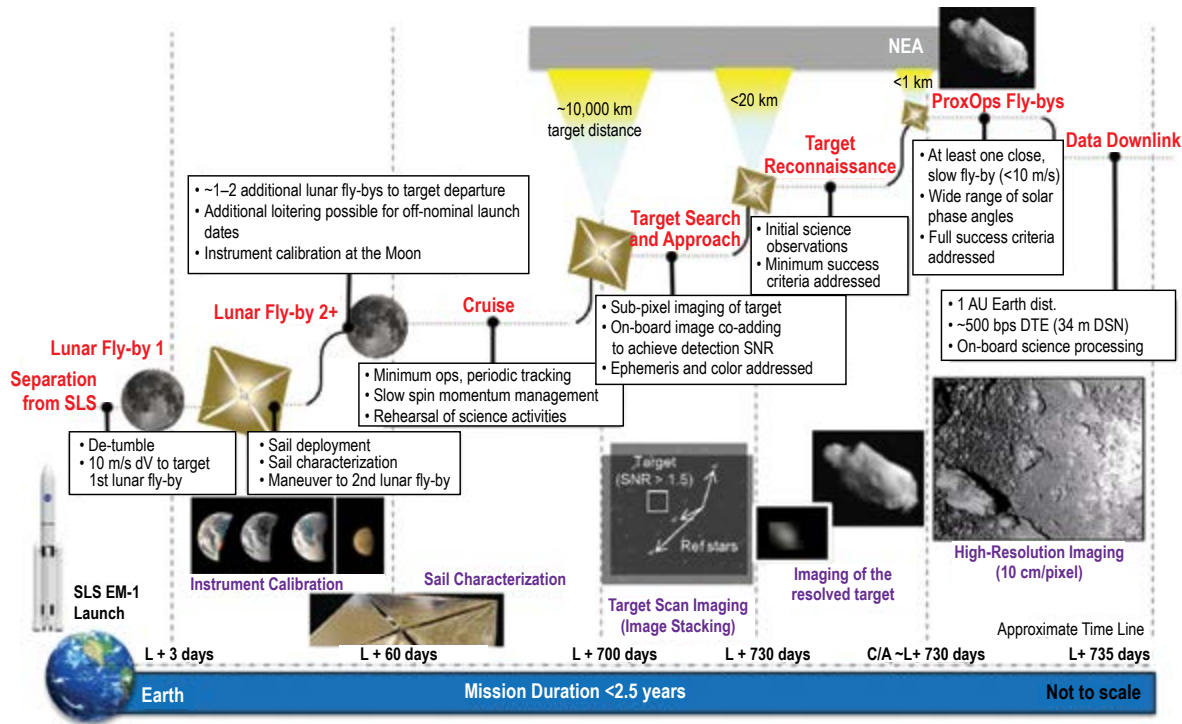 NEA
~10,000 km
target distance
<20 km
<1 km
ProxOps Fly-bys
Data Downlink
Target
Reconnaissance
• At least one close,
slow fly-by (<10 m/s)
• Wide range of solar
phase angles
• Full success criteria
addressed
• ~1–2 additional lunar fly-bys to target departure
• Additional loitering possible for off-nominal launch
dates
• Instrument calibration at the Moon
Target Search
and Approach
• Initial science
observations
• Minimum success
criteria addressed
Lunar Fly-by 2+
Cruise
• Sub-pixel imaging of target
• On-board image co-adding
to achieve detection SNR
• Ephemeris and color addressed
• 1 AU Earth dist.
• ~500 bps DTE (34 m DSN)
• On-board science processing
Lunar Fly-by 1
Separation
from SLS
• Minimum ops, periodic tracking
• Slow spin momentum management
• Rehearsal of science activities
• De-tumble
• 10 m/s dV to target
1st lunar fly-by
• Sail deployment
• Sail characterization
• Maneuver to 2nd lunar fly-by
Target
(SNR > 1.5)
Ref stars
SLS EM-1
Launch
Instrument Calibration
Sail Characterization
Target Scan Imaging
(Image Stacking)
Imaging of the
resolved target
High-Resolution Imaging
(10 cm/pixel)
Approximate Time Line
L + 3 days
L + 60 days
L + 700 days
L + 730 days
C/A ~L+ 730 days
L+ 735 days
Earth
Mission Duration <2.5 years
Not to scale